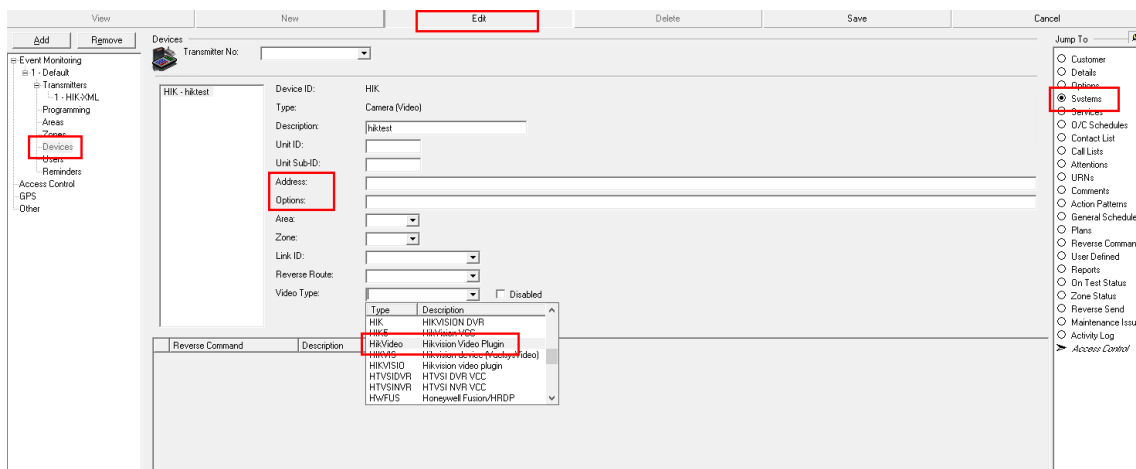 View New Edit Delete Save Cancel
Add Remove
Event Monitoring
1 - Default
Transmitters
1 - HIK-XML
Programming
Areas
Zones
Devices
Users
Reminders
Access Control
GPS
Other
Devices
Transmitter No:
HIK - hiktest
Device ID: HIK
Type: Camera (Video)
Description: hiktest
Unit ID:
Unit Sub-ID:
Address:
Options:
Area:
Zone:
Link ID:
Reverse Route:
Video Type: Disabled
Type Description
HIK HIKVISION DVR
HIK5 HikVision VCC
HikVideo Hikvision Video Plugin
HIKVIS Hikvision device
HIKVISIO Hikvision video plugin
HTVSIDVR HTVSI DVR VCC
HTVSINVR HTVSI NVR VCC
HWFUS Honeywell Fusion/HRDP
Reverse Command Description
Jump To
Customer
Details
Options
Systems
Services
O/C Schedules
Contact List
Call Lists
Attentions
URNs
Comments
Action Patterns
General Schedule
Plans
Reverse Comman
User Defined
Reports
On Test Status
Zone Status
Reverse Send
Maintenance Issu
Activity Log
Access Control